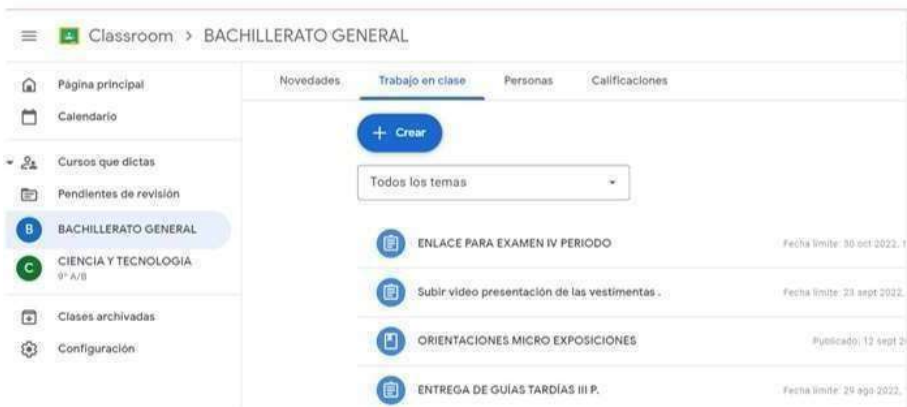 Classroom > BACHILLERATO GENERAL
Página principal
Calendario
Cursos que dictas
Pendientes de revisión
B BACHILLERATO GENERAL
C CIENCIA Y TECNOLOGIA
9° A/B
Clases archivadas
Configuración
Novedades Trabajo en clase Personas Calificaciones
+ Crear
Todos los temas
ENLACE PARA EXAMEN IV PERIODO Fecha límite: 30 oct 2022,
Subir video presentación de las vestimentas . Fecha límite: 23 sept 2022,
ORIENTACIONES MICRO EXPOSICIONES Publicado: 12 sept
ENTREGA DE GUÍAS TARDÍAS III P. Fecha límite: 29 ago 2022,